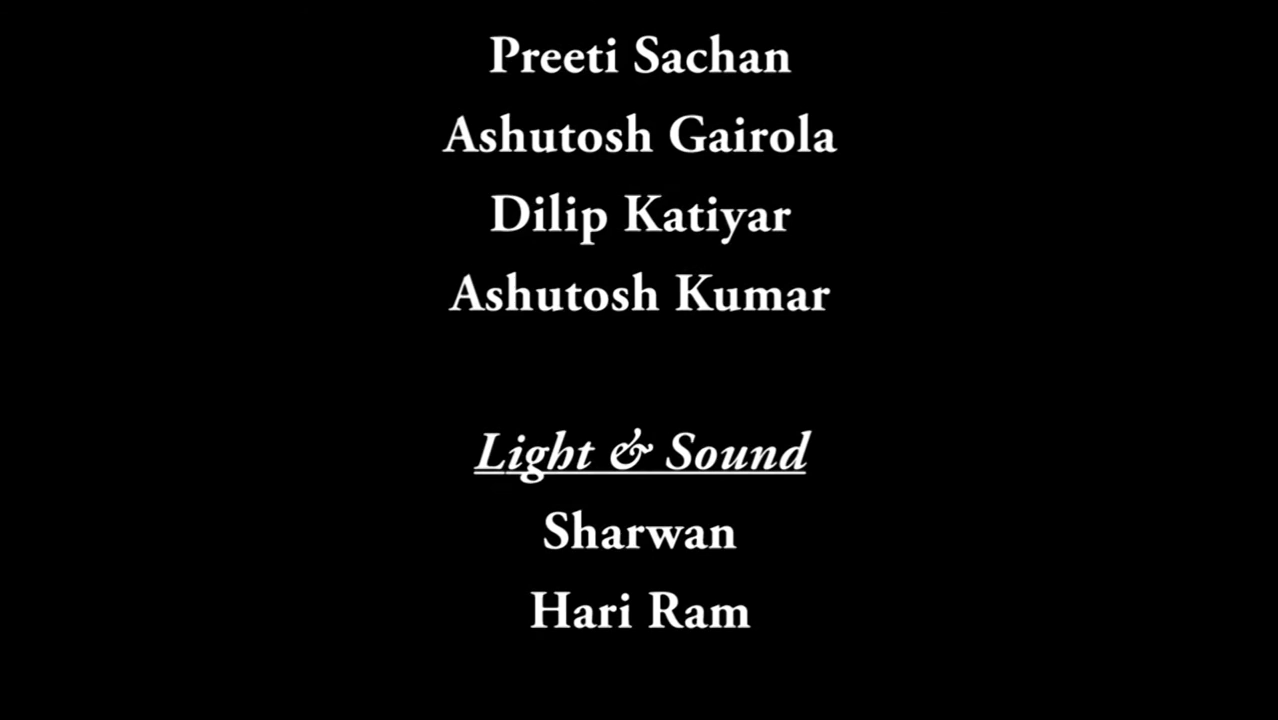 Preeti Sachan
Ashutosh Gairola
Dilip Katiyar
Ashutosh Kumar
Light & Sound
Sharwan
Hari Ram